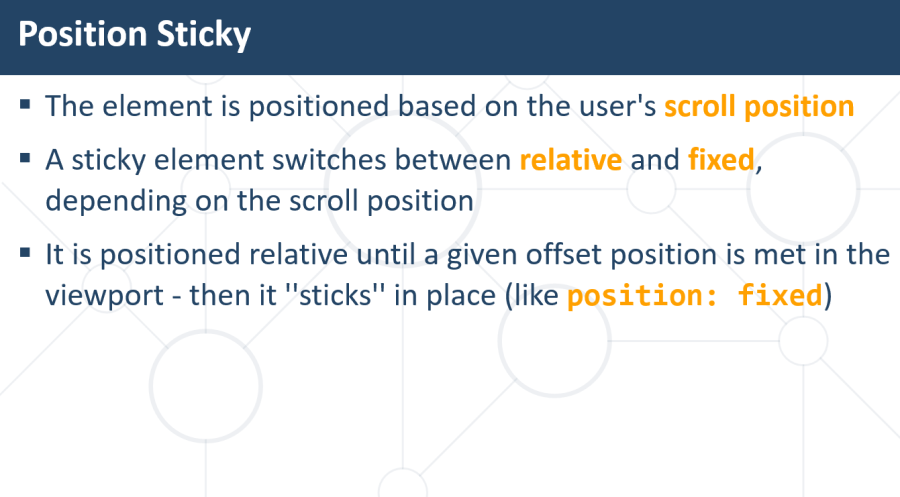 Position Sticky
▪ The element is positioned based on the user's scroll position
▪ A sticky element switches between relative and fixed,
depending on the scroll position
▪ It is positioned relative until a given offset position is met in the
viewport - then it "sticks" in place (like position: fixed)